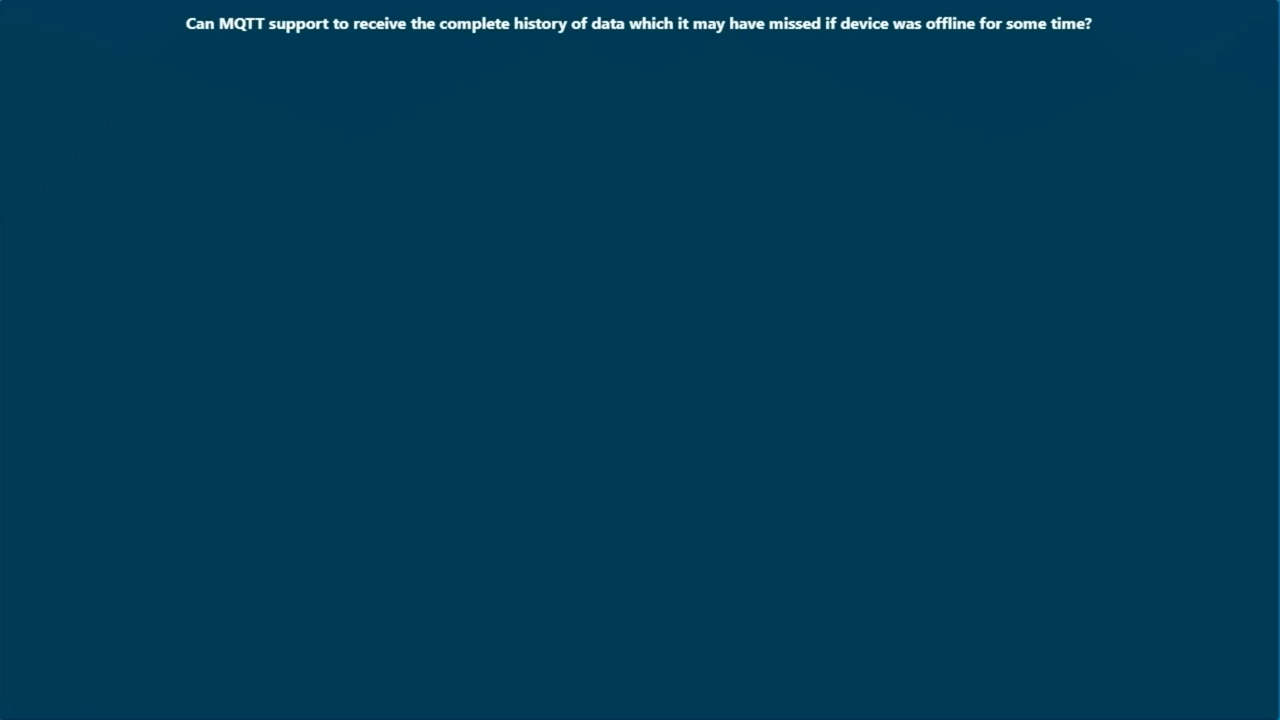 Can MQTT support to receive the complete history of data which it may have missed if device was offline for some time?